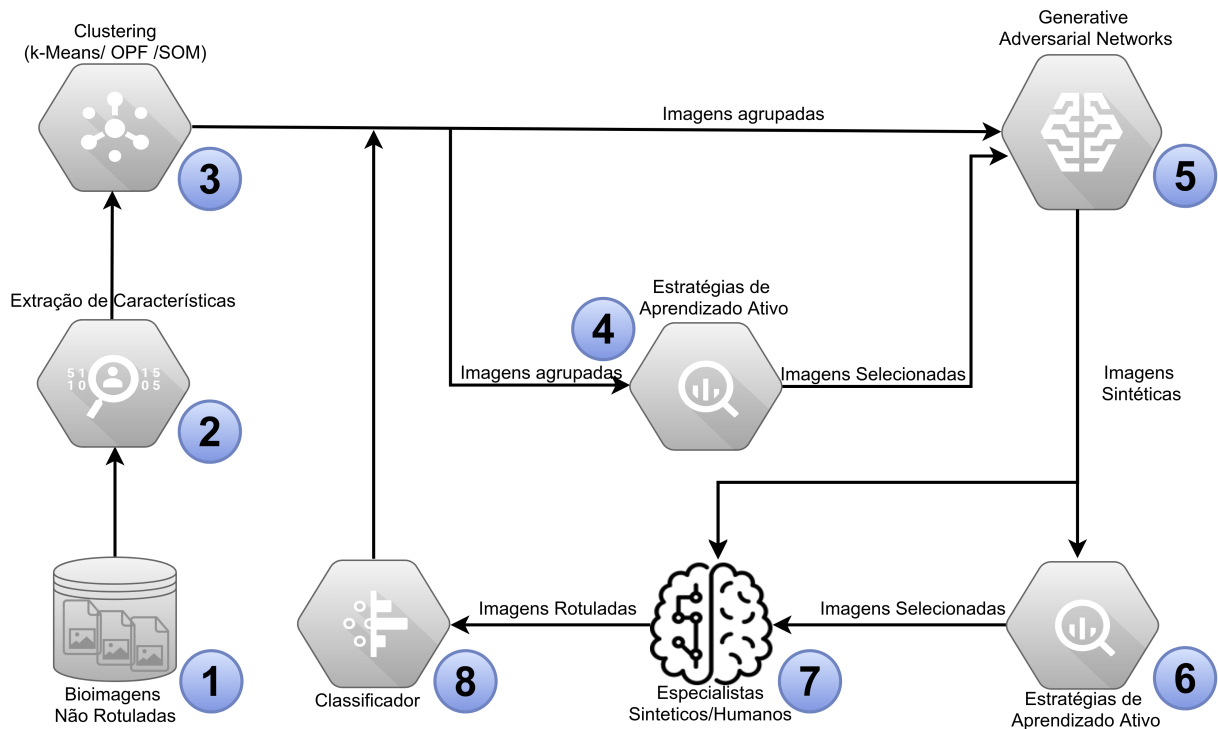 Clustering
(k-Means/ OPF /SOM)
3
Generative
Adversarial Networks
5
Imagens agrupadas
Extração de Características
51 15
10 05
2
Estratégias de
Aprendizado Ativo
4
Imagens agrupadas
Imagens Selecionadas
Imagens
Sintéticas
Bioimagens
Não Rotuladas
1
Classificador
8
Imagens Rotuladas
Especialistas
Sinteticos/Humanos
7
Imagens Selecionadas
Estratégias de
Aprendizado Ativo
6